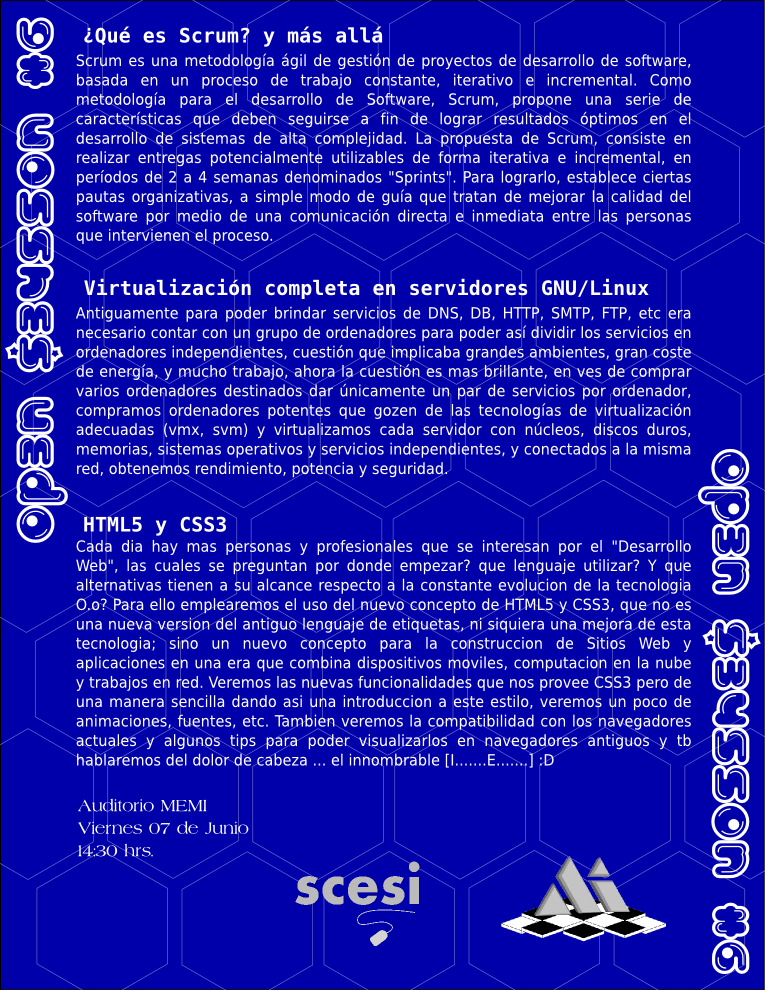 ¿Qué es Scrum? y más allá
Scrum es una metodología ágil de gestión de proyectos de desarrollo de software,
basada en un proceso de trabajo constante, iterativo e incremental. Como
metodología para el desarrollo de Software, Scrum, propone una serie de
características que deben seguirse a fin de lograr resultados óptimos en el
desarrollo de sistemas de alta complejidad. La propuesta de Scrum, consiste en
realizar entregas potencialmente utilizables de forma iterativa e incremental, en
períodos de 2 a 4 semanas denominados "Sprints". Para lograrlo, establece ciertas
pautas organizativas, a simple modo de guía que tratan de mejorar la calidad del
software por medio de una comunicación directa e inmediata entre las personas
que intervienen el proceso.
Virtualización completa en servidores GNU/Linux
Antiguamente para poder brindar servicios de DNS, DB, HTTP, SMTP, FTP, etc era
necesario contar con un grupo de ordenadores para poder así dividir los servicios en
ordenadores independientes, cuestión que implicaba grandes ambientes, gran coste
de energía, y mucho trabajo, ahora la cuestión es mas brillante, en ves de comprar
varios ordenadores destinados dar únicamente un par de servicios por ordenador,
compramos ordenadores potentes que gozen de las tecnologías de virtualización
adecuadas (vmx, svm) y virtualizamos cada servidor con núcleos, discos duros,
memorias, sistemas operativos y servicios independientes, y conectados a la misma
red, obtenemos rendimiento, potencia y seguridad.
HTML5 y CSS3
Cada dia hay mas personas y profesionales que se interesan por el "Desarrollo
Web", las cuales se preguntan por donde empezar? que lenguaje utilizar? Y que
alternativas tienen a su alcance respecto a la constante evolucion de la tecnologia
O.o? Para ello emplearemos el uso del nuevo concepto de HTML5 y CSS3, que no es
una nueva version del antiguo lenguaje de etiquetas, ni siquiera una mejora de esta
tecnologia; sino un nuevo concepto para la construccion de Sitios Web y
aplicaciones en una era que combina dispositivos moviles, computacion en la nube
y trabajos en red. Veremos las nuevas funcionalidades que nos provee CSS3 pero de
una manera sencilla dando asi una introduccion a este estilo, veremos un poco de
animaciones, fuentes, etc. Tambien veremos la compatibilidad con los navegadores
actuales y algunos tips para poder visualizarlos en navegadores antiguos y tb
hablaremos del dolor de cabeza ... el innombrable [I.......E.......] :D
Auditorio MEMI
Viernes 07 de Junio
14:30 hrs.
scesi
open session #6
open session #6